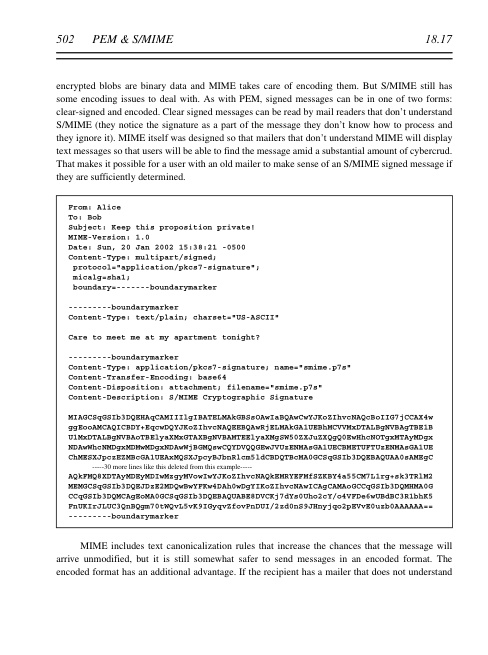 502 PEM & S/MIME 18.17
encrypted blobs are binary data and MIME takes care of encoding them. But S/MIME still has
some encoding issues to deal with. As with PEM, signed messages can be in one of two forms:
clear-signed and encoded. Clear signed messages can be read by mail readers that don't understand
S/MIME (they notice the signature as a part of the message they don't know how to process and
they ignore it). MIME itself was designed so that mailers that don't understand MIME will display
text messages so that users will be able to find the message amid a substantial amount of cybercrud.
That makes it possible for a user with an old mailer to make sense of an S/MIME signed message if
they are sufficiently determined.
From: Alice
To: Bob
Subject: Keep this proposition private!
MIME-Version: 1.0
Date: Sun, 20 Jan 2002 15:38:21 -0500
Content-Type: multipart/signed;
protocol="application/pkcs7-signature";
micalg=sha1;
boundary=-------boundarymarker
---------boundarymarker
Content-Type: text/plain; charset="US-ASCII"
Care to meet me at my apartment tonight?
---------boundarymarker
Content-Type: application/pkcs7-signature; name="smime.p7s"
Content-Transfer-Encoding: base64
Content-Disposition: attachment; filename="smime.p7s"
Content-Description: S/MIME Cryptographic Signature
-----30 more lines like this deleted from this example-----
---------boundarymarker
MIME includes text canonicalization rules that increase the chances that the message will
arrive unmodified, but it is still somewhat safer to send messages in an encoded format. The
encoded format has an additional advantage. If the recipient has a mailer that does not understand